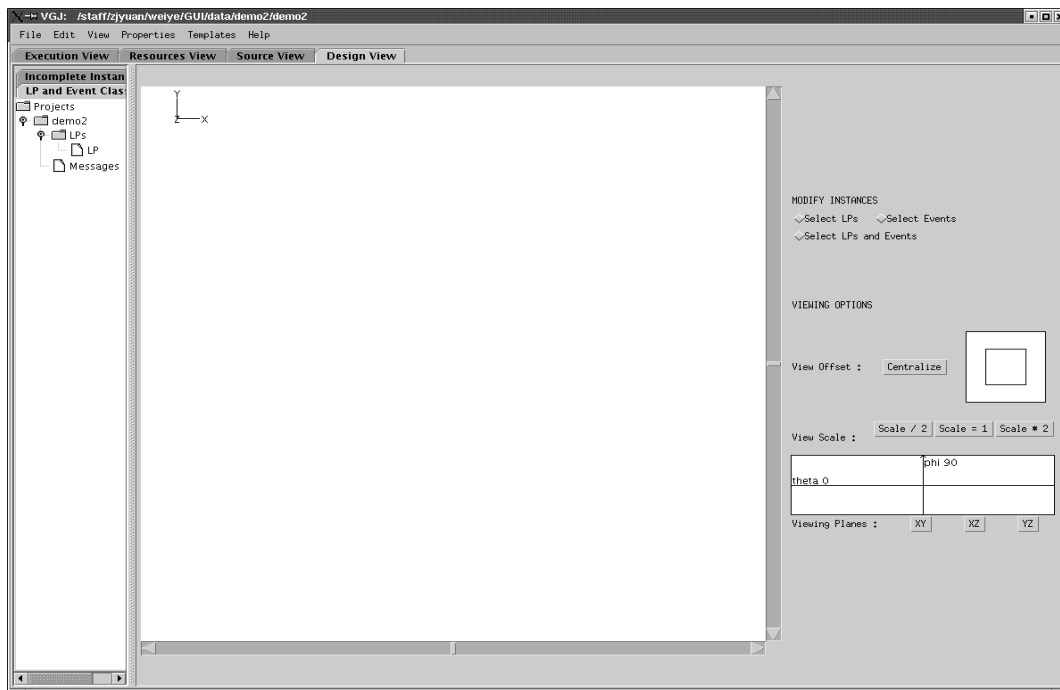 VGJ: /staff/zjyuan/weiye/GUI/data/demo2/demo2
File Edit View Properties Templates Help
Execution View Resources View Source View Design View
Incomplete Instan
LP and Event Clas
Projects
demo2
LPs
LP
Messages
Y
Z X
MODIFY INSTANCES
Select LPs Select Events
Select LPs and Events
VIEWING OPTIONS
View Offset : Centralize
View Scale : Scale / 2 Scale = 1 Scale * 2
phi 90
theta 0
Viewing Planes : XY XZ YZ